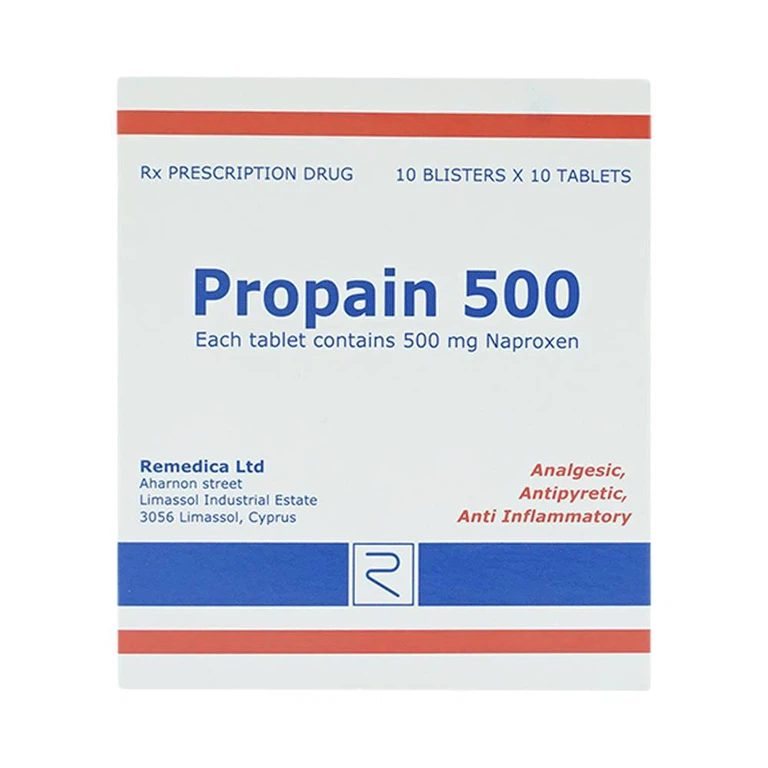 Rx PRESCRIPTION DRUG 10 BLISTERS X 10 TABLETS
Propain 500
Each tablet contains 500 mg Naproxen
Remedica Ltd
Aharnon street
Limassol Industrial Estate
3056 Limassol, Cyprus
Analgesic,
Antipyretic,
Anti Inflammatory